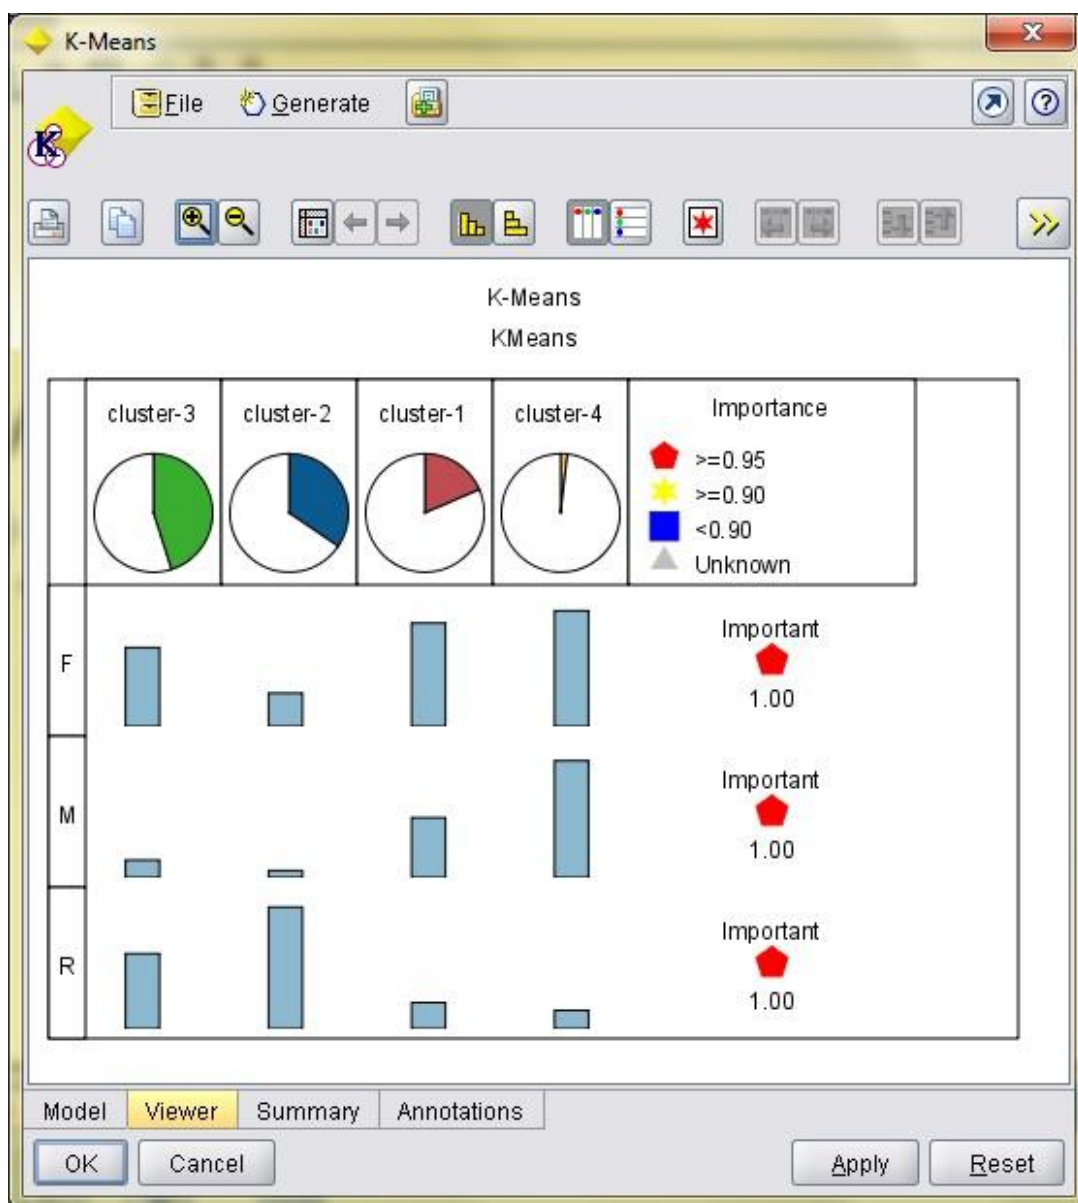 K-Means
File Generate
K
K-Means
KMeans
cluster-3 cluster-2 cluster-1 cluster-4 Importance
>=0.95
>=0.90
<0.90
Unknown
F Important
1.00
M Important
1.00
R Important
1.00
Model Viewer Summary Annotations
OK Cancel Apply Reset